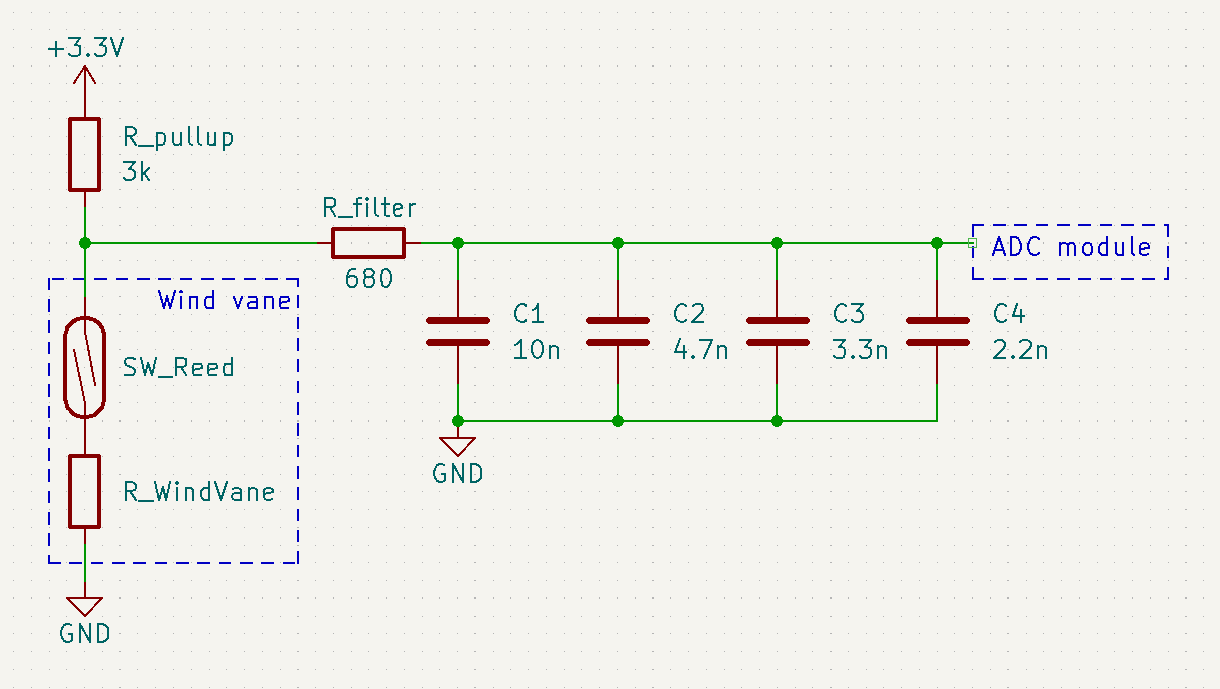 +3.3V
R_pullup
3k
R_filter
680
ADC module
Wind vane
SW_Reed
R_WindVane
GND
C1
10n
C2
4.7n
C3
3.3n
C4
2.2n
GND